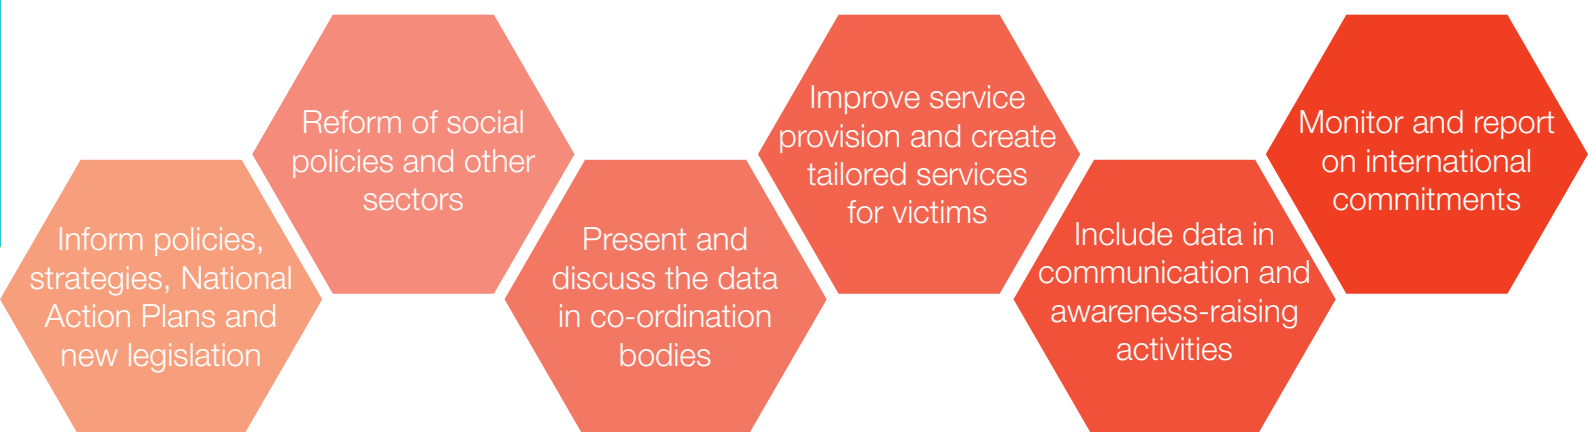 Inform policies,
strategies, National
Action Plans and
new legislation
Reform of social
policies and other
sectors
Present and
discuss the data
in co-ordination
bodies
Improve service
provision and create
tailored services
for victims
Include data in
communication and
awareness-raising
activities
Monitor and report
on international
commitments